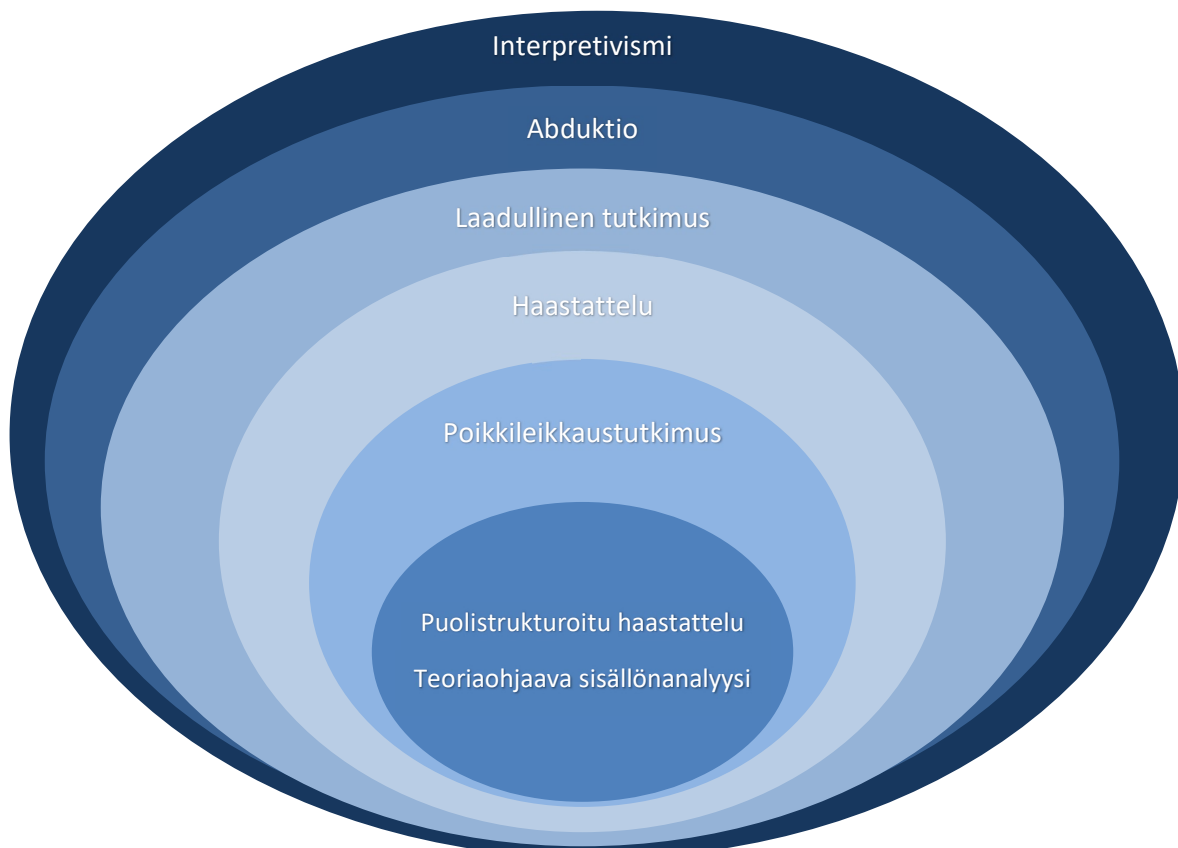 Interpretivismi
Abduktio
Laadullinen tutkimus
Haastattelu
Poikkileikkaustutkimus
Puolistrukturoitu haastattelu
Teoriaohjaava sisällönanalyysi